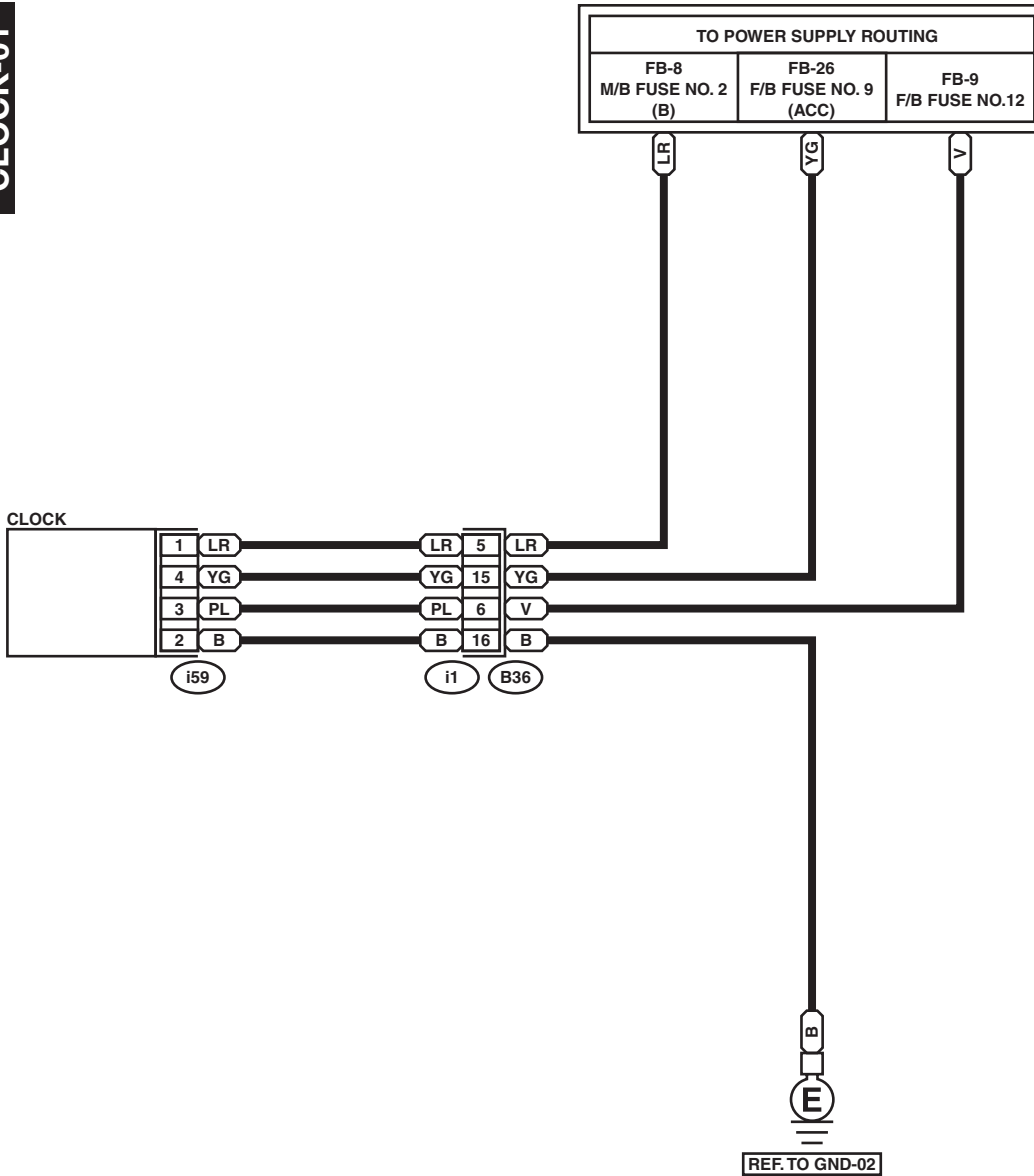 CLOCK-01
TO POWER SUPPLY ROUTING
FB-8
M/B FUSE NO. 2
(B)
FB-26
F/B FUSE NO. 9
(ACC)
FB-9
F/B FUSE NO.12
LR
YG
V
CLOCK
1 LR LR 5 LR
4 YG YG 15 YG
3 PL PL 6 V
2 B B 16 B
i59 i1 B36
B
E
REF. TO GND-02